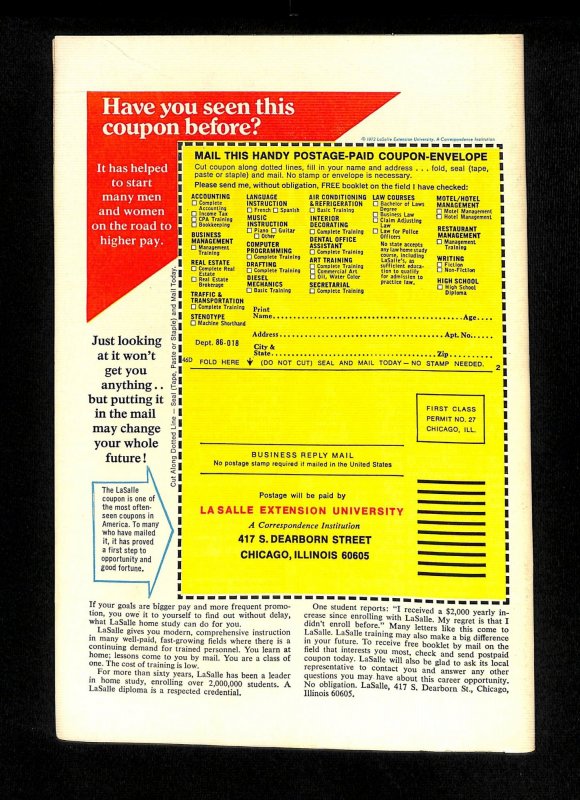 Have you seen this
coupon before?
© 1972 LaSalle Extension University, A Correspondence Institution
It has helped
to start
many men
and women
on the road to
higher pay.
Just looking
at it won't
get you
anything . .
but putting it
in the mail
may change
your whole
future!
The LaSalle
coupon is one of
the most often-
seen coupons in
America. To many
who have mailed
it, it has proved
a first step to
opportunity and
good fortune.
Cut Along Dotted Line — Seal (Tape, Paste or Staple) and Mail Today.
MAIL THIS HANDY POSTAGE-PAID COUPON-ENVELOPE
Cut coupon along dotted lines, fill in your name and address . . . fold, seal (tape,
paste or staple) and mail. No stamp or envelope is necessary.
Please send me, without obligation, FREE booklet on the field I have checked:
ACCOUNTING
Complete
Accounting
Income Tax
CPA Training
Bookkeeping
BUSINESS
MANAGEMENT
Management
Training
REAL ESTATE
Complete Real
Estate
Real Estate
Brokerage
TRAFFIC &
TRANSPORTATION
Complete Training
STENOTYPE
Machine Shorthand
LANGUAGE
INSTRUCTION
French Spanish
MUSIC
INSTRUCTION
Piano Guitar
Other
COMPUTER
PROGRAMMING
Complete Training
DRAFTING
Complete Training
DIESEL
MECHANICS
Basic Training
AIR CONDITIONING
& REFRIGERATION
Basic Training
INTERIOR
DECORATING
Complete Training
DENTAL OFFICE
ASSISTANT
Complete Training
ART TRAINING
Complete Training
Commercial Art
Oil, Water Color
SECRETARIAL
Complete Training
LAW COURSES
Bachelor of Laws
Degree
Business Law
Claim Adjusting
Law
Law for Police
Officers
No state accepts
any law home study
course, including
LaSalle's, as
sufficient educa-
tion to qualify
for admission to
practice law.
MOTEL/HOTEL
MANAGEMENT
Motel Management
Hotel Management
RESTAURANT
MANAGEMENT
Management
Training
WRITING
Fiction
Non-Fiction
HIGH SCHOOL
High School
Diploma
Print
Name Age
Address Apt. No.
Dept. 86-018
City &
State Zip
46D FOLD HERE (DO NOT CUT) SEAL AND MAIL TODAY – NO STAMP NEEDED. 2
FIRST CLASS
PERMIT NO. 27
CHICAGO, ILL.
BUSINESS REPLY MAIL
No postage stamp required if mailed in the United States
Postage will be paid by
LA SALLE EXTENSION UNIVERSITY
A Correspondence Institution
417 S. DEARBORN STREET
CHICAGO, ILLINOIS 60605
If your goals are bigger pay and more frequent promo-
tion, you owe it to yourself to find out without delay,
what LaSalle home study can do for you.
LaSalle gives you modern, comprehensive instruction
in many well-paid, fast-growing fields where there is a
continuing demand for trained personnel. You learn at
home; lessons come to you by mail. You are a class of
one. The cost of training is low.
For more than sixty years, LaSalle has been a leader
in home study, enrolling over 2,000,000 students. A
LaSalle diploma is a respected credential.
One student reports: "I received a $2,000 yearly in-
crease since enrolling with LaSalle. My regret is that I
didn't enroll before." Many letters like this come to
LaSalle. LaSalle training may also make a big difference
in your future. To receive free booklet by mail on the
field that interests you most, check and send postpaid
coupon today. LaSalle will also be glad to ask its local
representative to contact you and answer any other
questions you may have about this career opportunity.
No obligation. LaSalle, 417 S. Dearborn St., Chicago,
Illinois 60605.